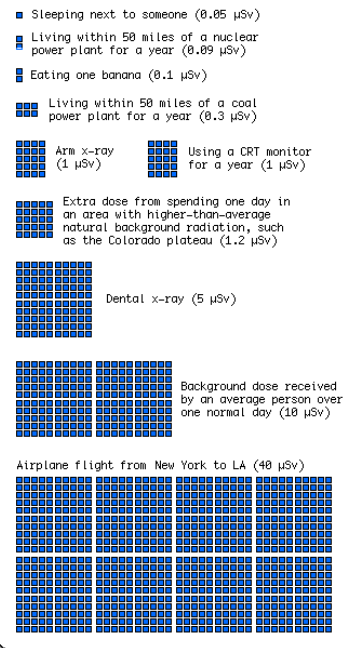 Sleeping next to someone (0.05 µSv)
Living within 50 miles of a nuclear
power plant for a year (0.09 µSv)
Eating one banana (0.1 µSv)
Living within 50 miles of a coal
power plant for a year (0.3 µSv)
Arm x-ray
(1 µSv)
Using a CRT monitor
for a year (1 µSv)
Extra dose from spending one day in
an area with higher-than-average
natural background radiation, such
as the Colorado plateau (1.2 µSv)
Dental x-ray (5 µSv)
Background dose received
by an average person over
one normal day (10 µSv)
Airplane flight from New York to LA (40 µSv)